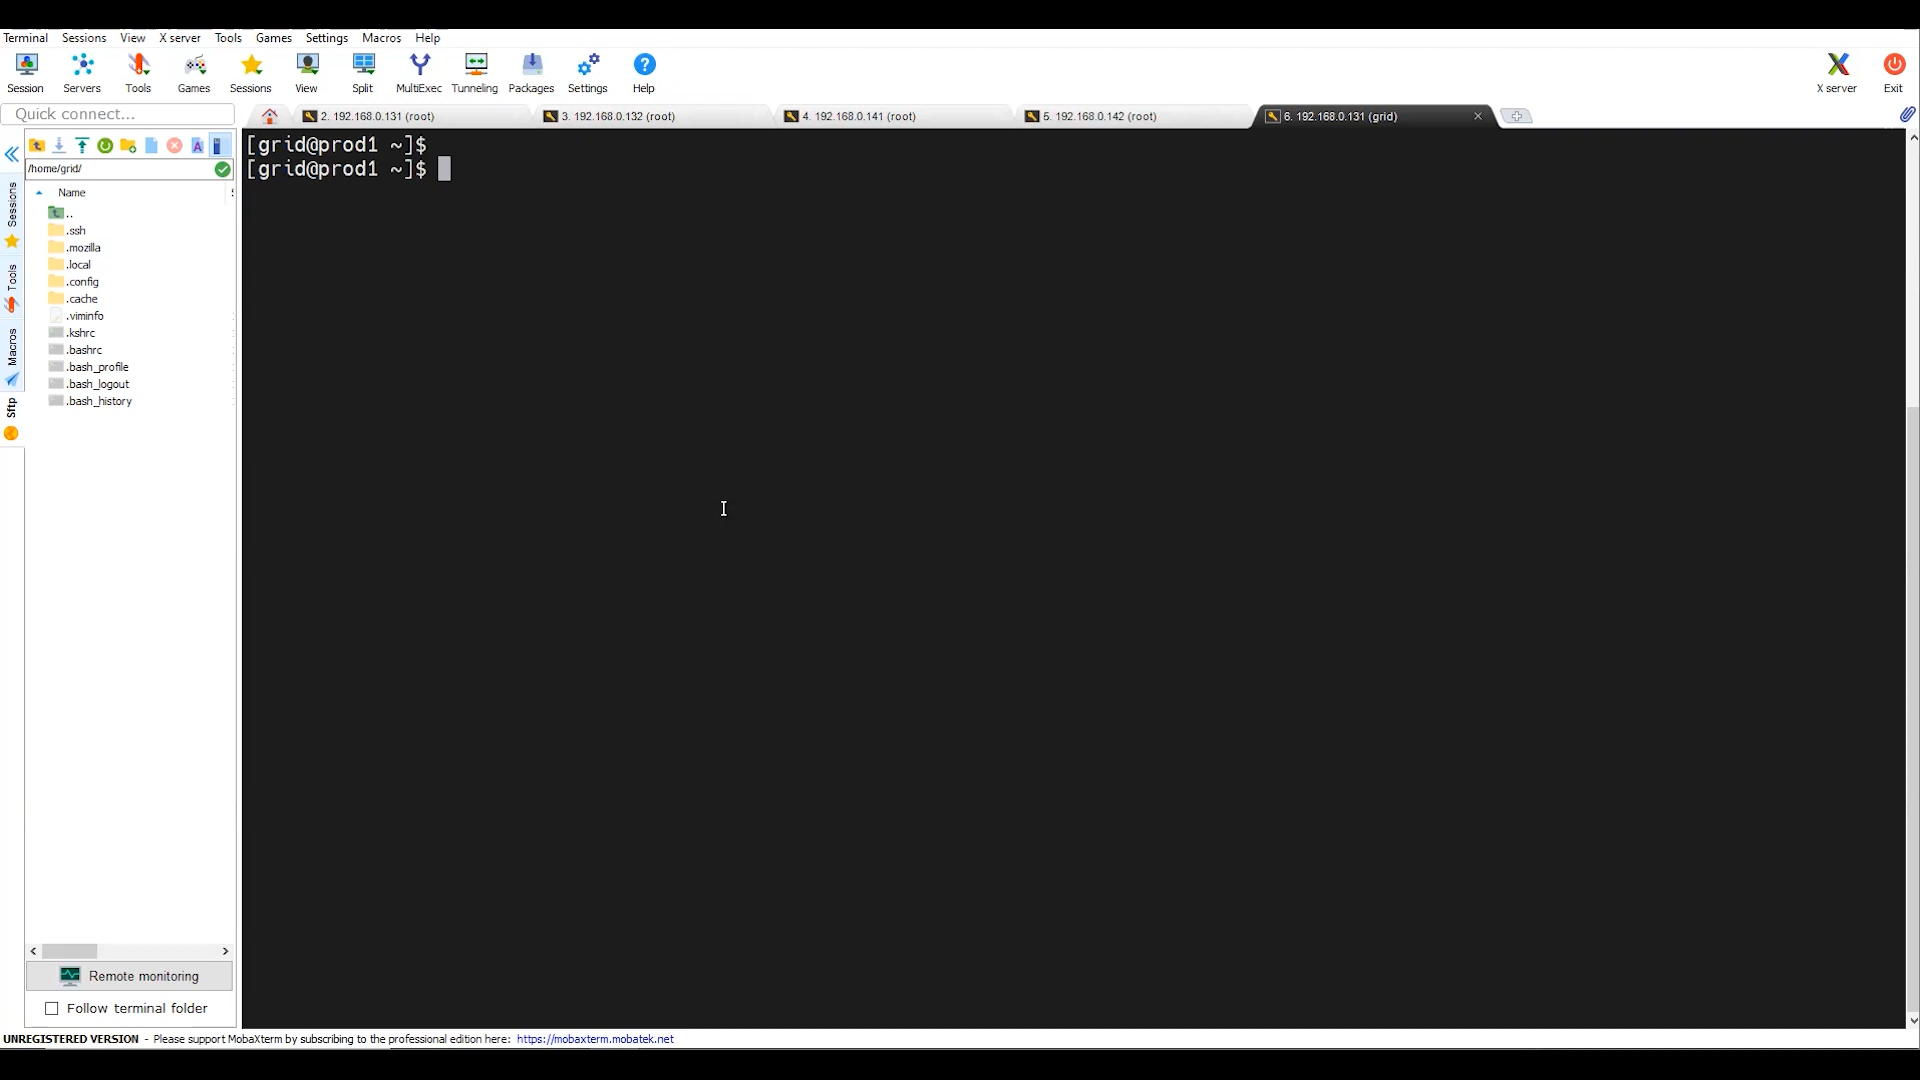 Terminal Sessions View X server Tools Games Settings Macros Help
Session Servers Tools Games Sessions View Split MultiExec Tunneling Packages Settings Help X server Exit
Quick connect...
2. 192.168.0.131 (root) 3. 192.168.0.132 (root) 4. 192.168.0.141 (root) 5. 192.168.0.142 (root) 6. 192.168.0.131 (grid)
/home/grid/
Name
..
.ssh
.mozilla
.local
.config
.cache
.viminfo
.kshrc
.bashrc
.bash_profile
.bash_logout
.bash_history
Sessions
Tools
Macros
Sftp
[grid@prod1 ~]$
[grid@prod1 ~]$
Remote monitoring
Follow terminal folder
UNREGISTERED VERSION - Please support MobaXterm by subscribing to the professional edition here: https://mobaxterm.mobatek.net